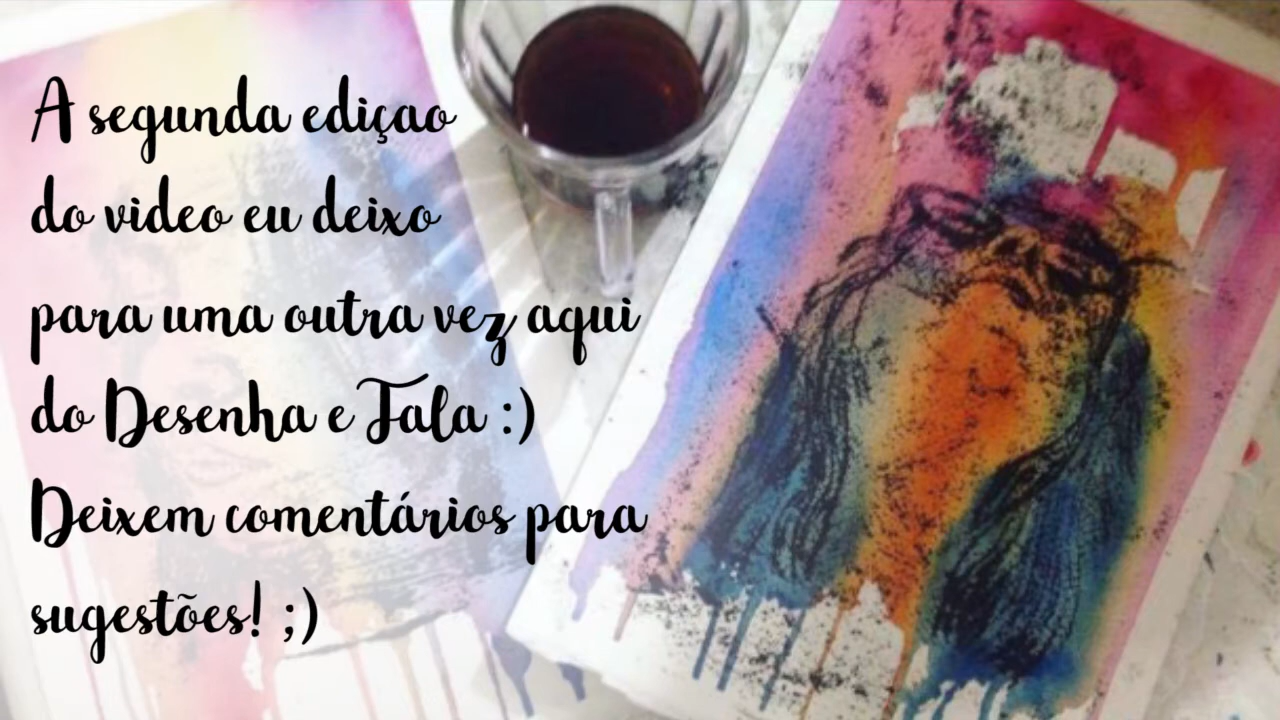 A segunda ediçao
do video eu deixo
para uma outra vez aqui
do Desenha e Fala :)
Deixem comentários para
sugestões! ;)